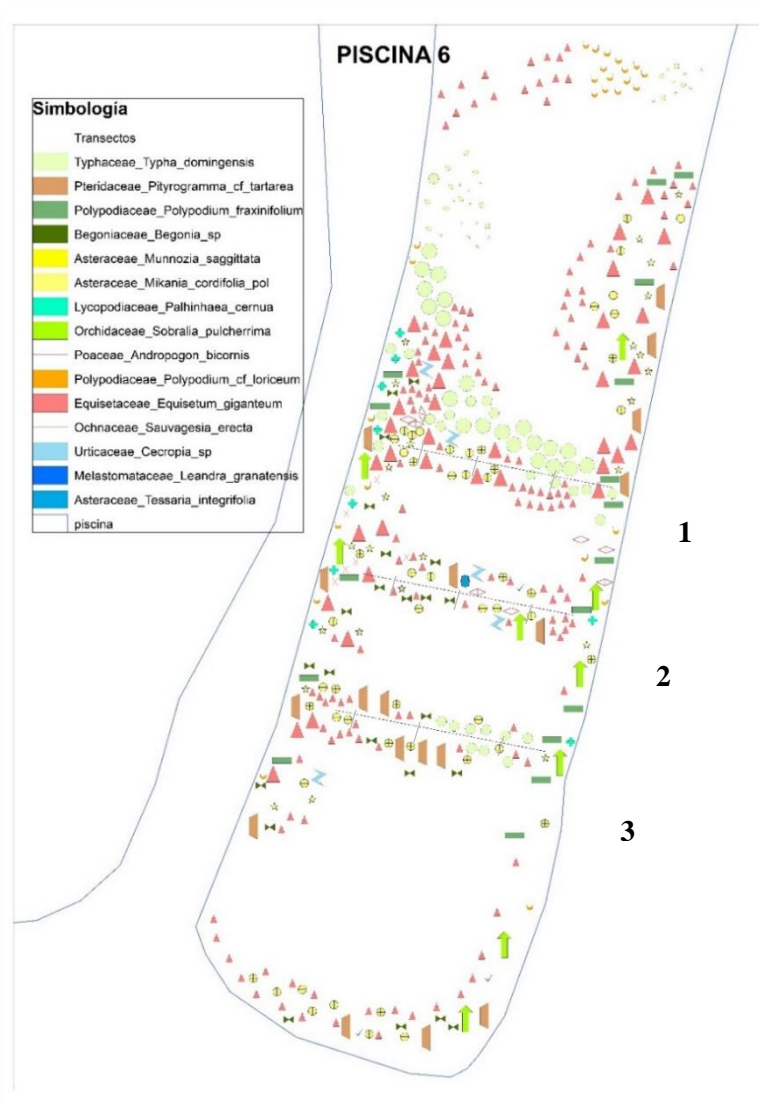 PISCINA 6
Simbología
Transectos
Typhaceae_Typha_domingensis
Pteridaceae_Pityrogramma_cf_tartarea
Polypodiaceae_Polypodium_fraxinifolium
Begoniaceae_Begonia_sp
Asteraceae_Munnozia_saggittata
Asteraceae_Mikania_cordifolia_pol
Lycopodiaceae_Palhinhaea_cernua
Orchidaceae_Sobralia_pulcherrima
Poaceae_Andropogon_bicornis
Polypodiaceae_Polypodium_cf_loriceum
Equisetaceae_Equisetum_giganteum
Ochnaceae_Sauvagesia_erecta
Urticaceae_Cecropia_sp
Melastomataceae_Leandra_granatensis
Asteraceae_Tessaria_integrifolia
piscina
1
2
3